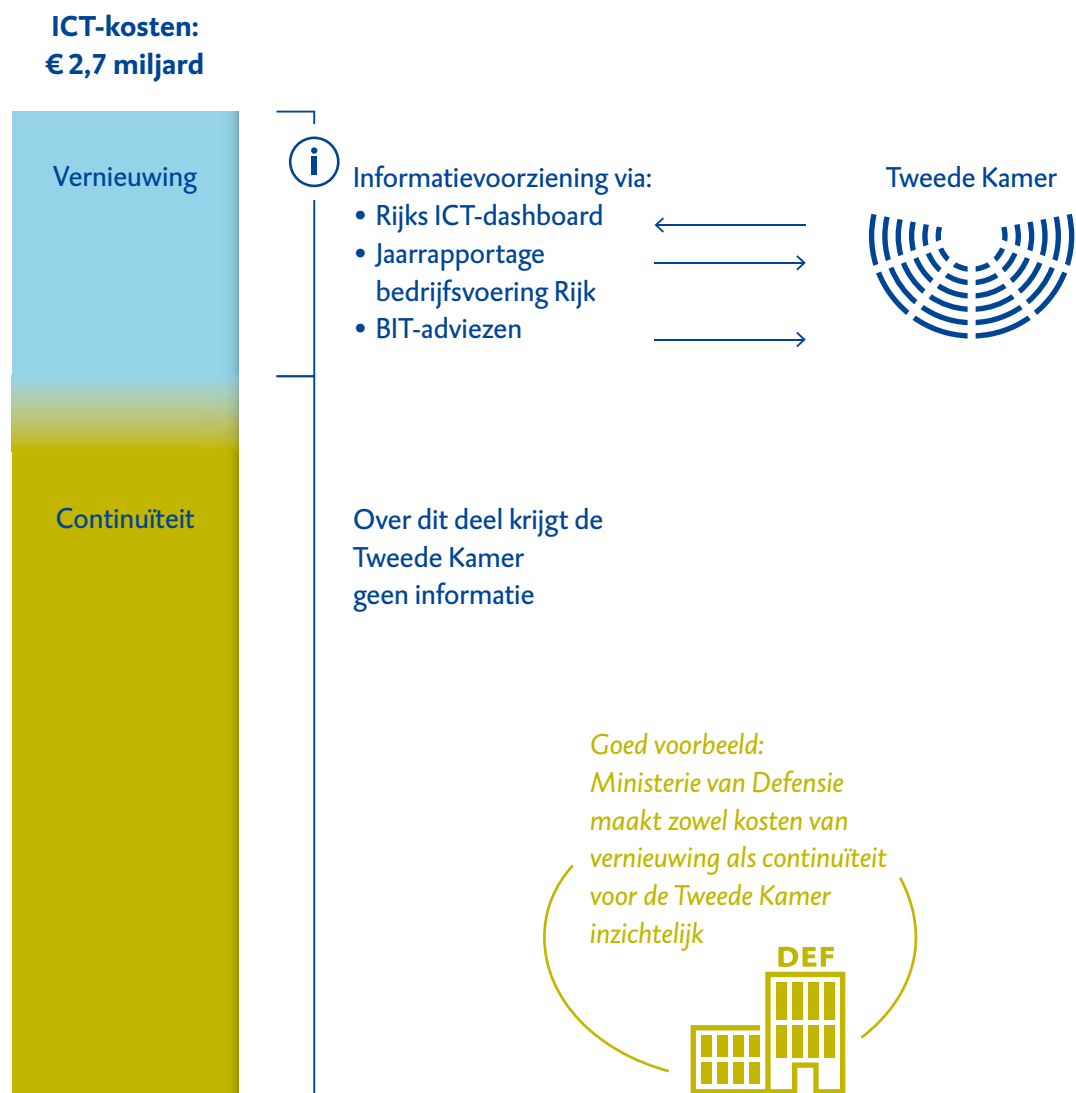 ICT-kosten:
€ 2,7 miljard
Vernieuwing
Informatievoorziening via:
• Rijks ICT-dashboard
• Jaarrapportage
bedrijfsvoering Rijk
• BIT-adviezen
Tweede Kamer
Continuïteit
Over dit deel krijgt de
Tweede Kamer
geen informatie
Goed voorbeeld:
Ministerie van Defensie
maakt zowel kosten van
vernieuwing als continuïteit
voor de Tweede Kamer
inzichtelijk
DEF